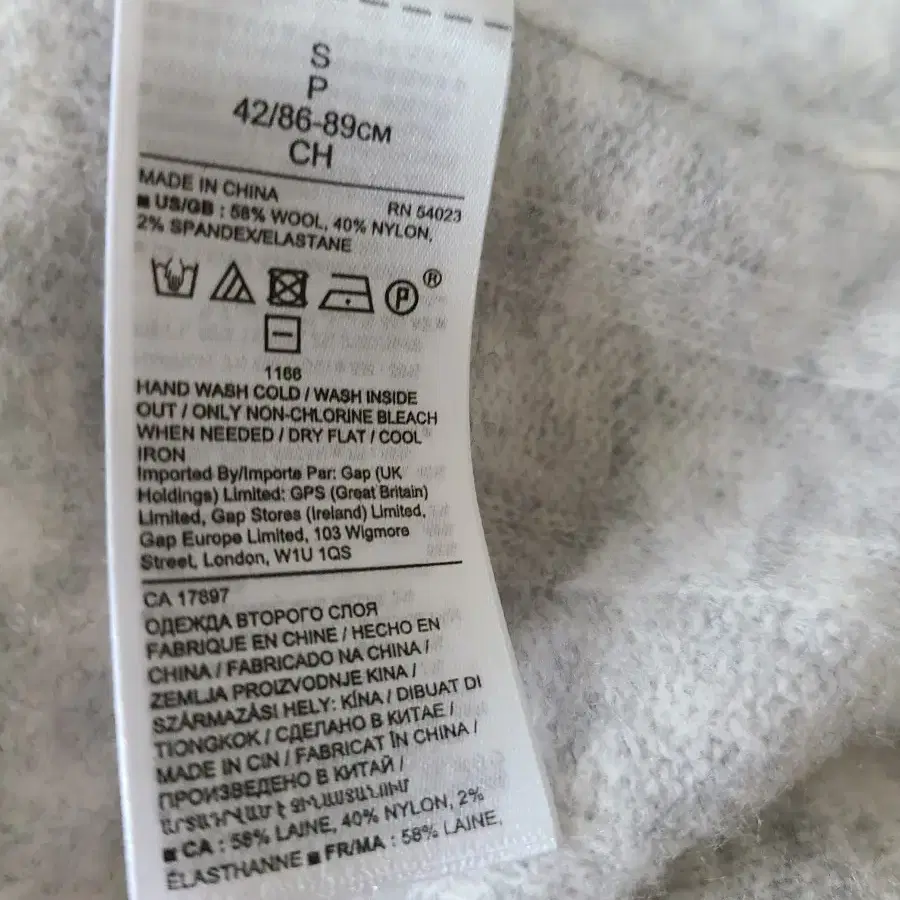 S
P
42/86-89CM
CH
MADE IN CHINA
RN 54023
■ US/GB : 58% WOOL, 40% NYLON,
2% SPANDEX/ELASTANE
P ®
1166
HAND WASH COLD / WASH INSIDE
OUT / ONLY NON-CHLORINE BLEACH
WHEN NEEDED / DRY FLAT / COOL
IRON
Imported By/Importe Par: Gap (UK
Holdings) Limited: GPS (Great Britain)
Limited, Gap Stores (Ireland) Limited,
Gap Europe Limited, 103 Wigmore
Street, London, W1U 1QS
CA 17897
ОДЕЖДА ВТОРОГО СЛОЯ
FABRIQUE EN CHINE / HECHO EN
CHINA / FABRICADO NA CHINA /
ZEMLJA PROIZVODNJE KINA /
SZÁRMAZÁSI HELY: KÍNA / DIBUAT DI
TIONGKOK / СДЕЛАНО В КИТАЕ /
MADE IN CIN / FABRICAT ÎN CHINA /
ПРОИЗВЕДЕНО В КИТАЙ /
ԱՐՏԱԴՐՎԱԾ Է ՉԻՆԱՍՏԱՆՈՒՄ
■ CA : 58% LAINE, 40% NYLON, 2%
ÉLASTHANNE ■ FR/MA : 58% LAINE,